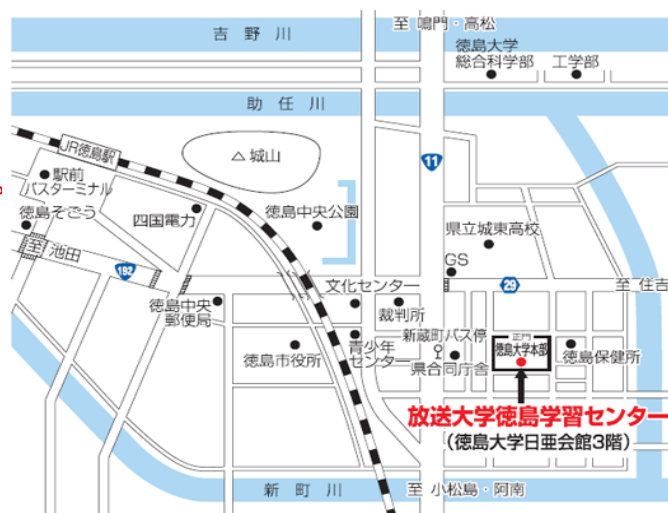 吉野川
至 鳴門・高松
徳島大学
総合科学部
工学部
助任川
JR徳島駅
城山
11
駅前
バスターミナル
徳島そごう
四国電力
徳島中央公園
県立城東高校
至 池田
192
GS
29
至 住吉
文化センター
徳島中央
郵便局
裁判所
新蔵町バス停
正門
徳島大学本部
徳島市役所
青少年
センター
県合同庁舎
徳島保健所
放送大学徳島学習センター
(徳島大学日亜会館3階)
新町川
至 小松島・阿南